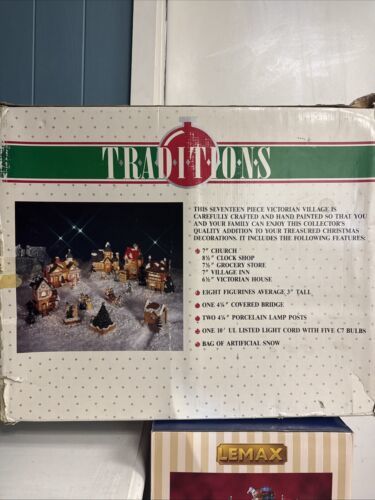 TRADITIONS
THIS SEVENTEEN PIECE VICTORIAN VILLAGE IS
CAREFULLY CRAFTED AND HAND PAINTED SO THAT YOU
AND YOUR FAMILY CAN ENJOY THIS COLLECTOR'S
QUALITY ADDITION TO YOUR TREASURED CHRISTMAS
DECORATIONS. IT INCLUDES THE FOLLOWING FEATURES:
7" CHURCH
8½" CLOCK SHOP
7½" GROCERY STORE
7" VILLAGE INN
6½" VICTORIAN HOUSE
EIGHT FIGURINES AVERAGE 3" TALL
ONE 4¼" COVERED BRIDGE
TWO 4¼" PORCELAIN LAMP POSTS
ONE 10' UL LISTED LIGHT CORD WITH FIVE C7 BULBS
BAG OF ARTIFICIAL SNOW
LEMAX